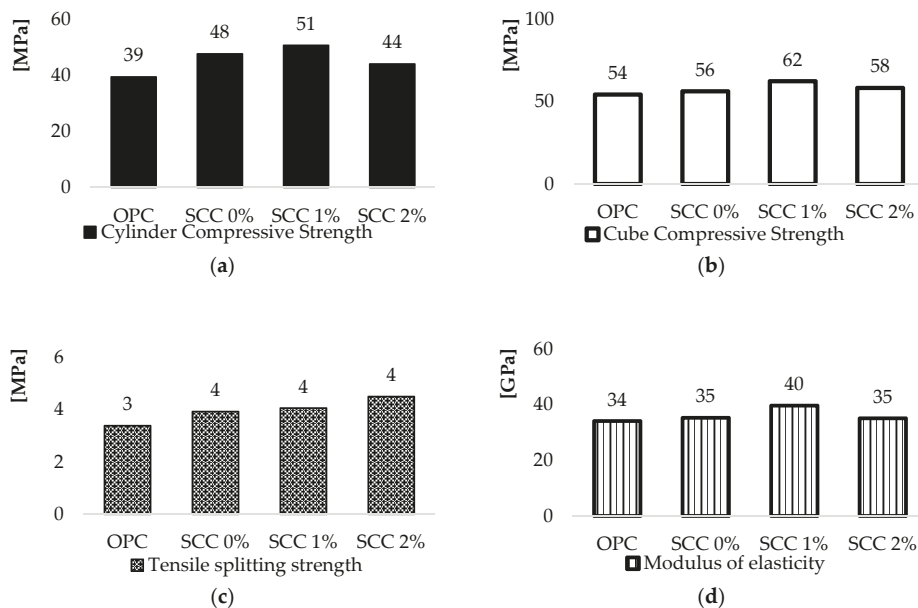 [MPa]
60
40
20
0
39
48
51
44
OPC SCC 0% SCC 1% SCC 2%
Cylinder Compressive Strength
(a)
[MPa]
100
50
0
54
56
62
58
OPC SCC 0% SCC 1% SCC 2%
Cube Compressive Strength
(b)
[MPa]
6
4
2
0
3
4
4
4
OPC SCC 0% SCC 1% SCC 2%
Tensile splitting strength
(c)
[GPa]
60
40
20
0
34
35
40
35
OPC SCC 0% SCC 1% SCC 2%
Modulus of elasticity
(d)